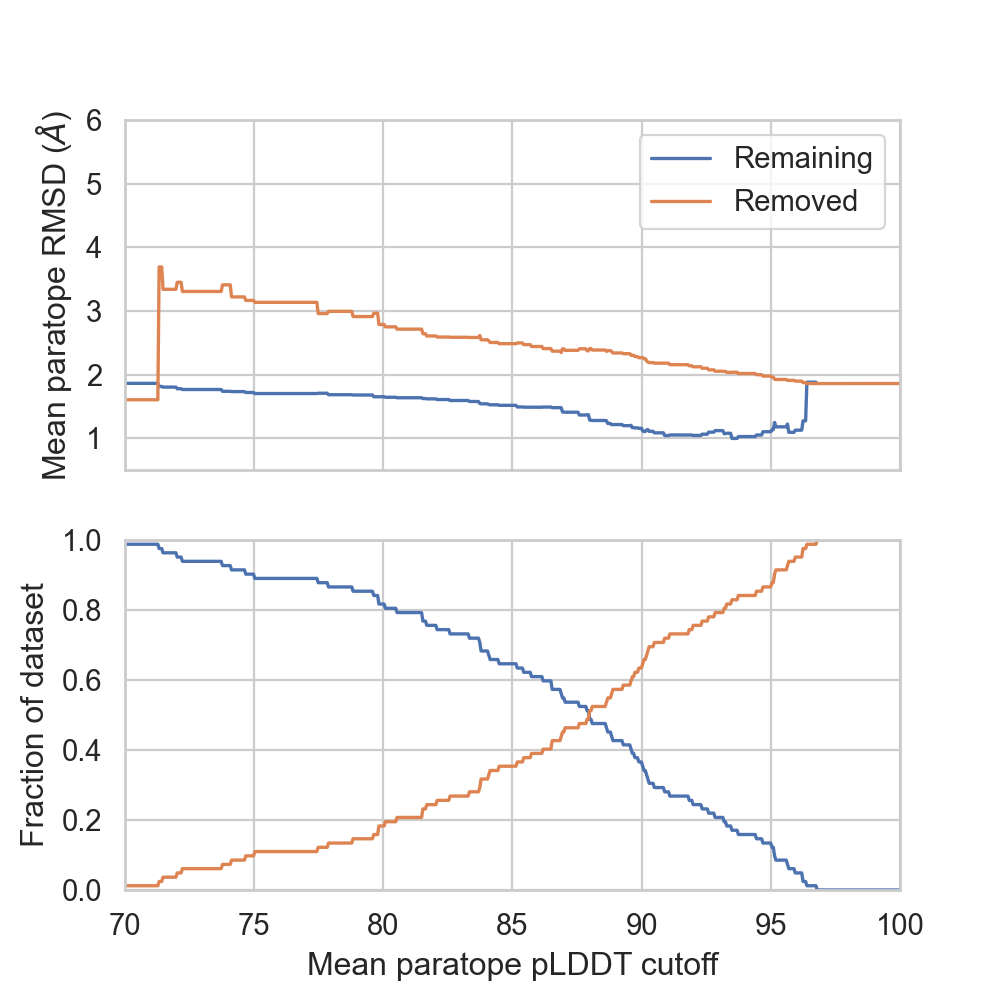 Mean paratope RMSD (Å)
6
5
4
3
2
1
Remaining
Removed
Fraction of dataset
1.0
0.8
0.6
0.4
0.2
0.0
70 75 80 85 90 95 100
Mean paratope pLDDT cutoff